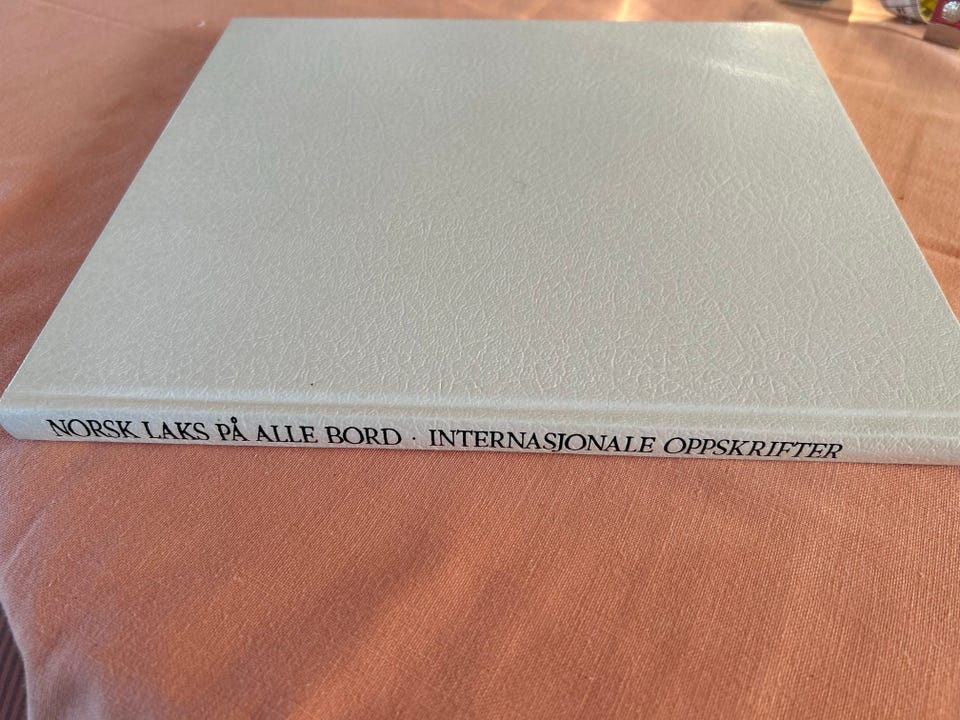 NORSK LAKS PÅ ALLE BORD · INTERNASJONALE OPPSKRIFTER